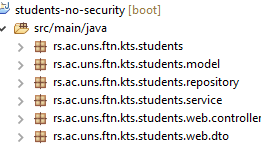 students-no-security [boot]
src/main/java
rs.ac.uns.ftn.kts.students
rs.ac.uns.ftn.kts.students.model
rs.ac.uns.ftn.kts.students.repository
rs.ac.uns.ftn.kts.students.service
rs.ac.uns.ftn.kts.students.web.controller
rs.ac.uns.ftn.kts.students.web.dto